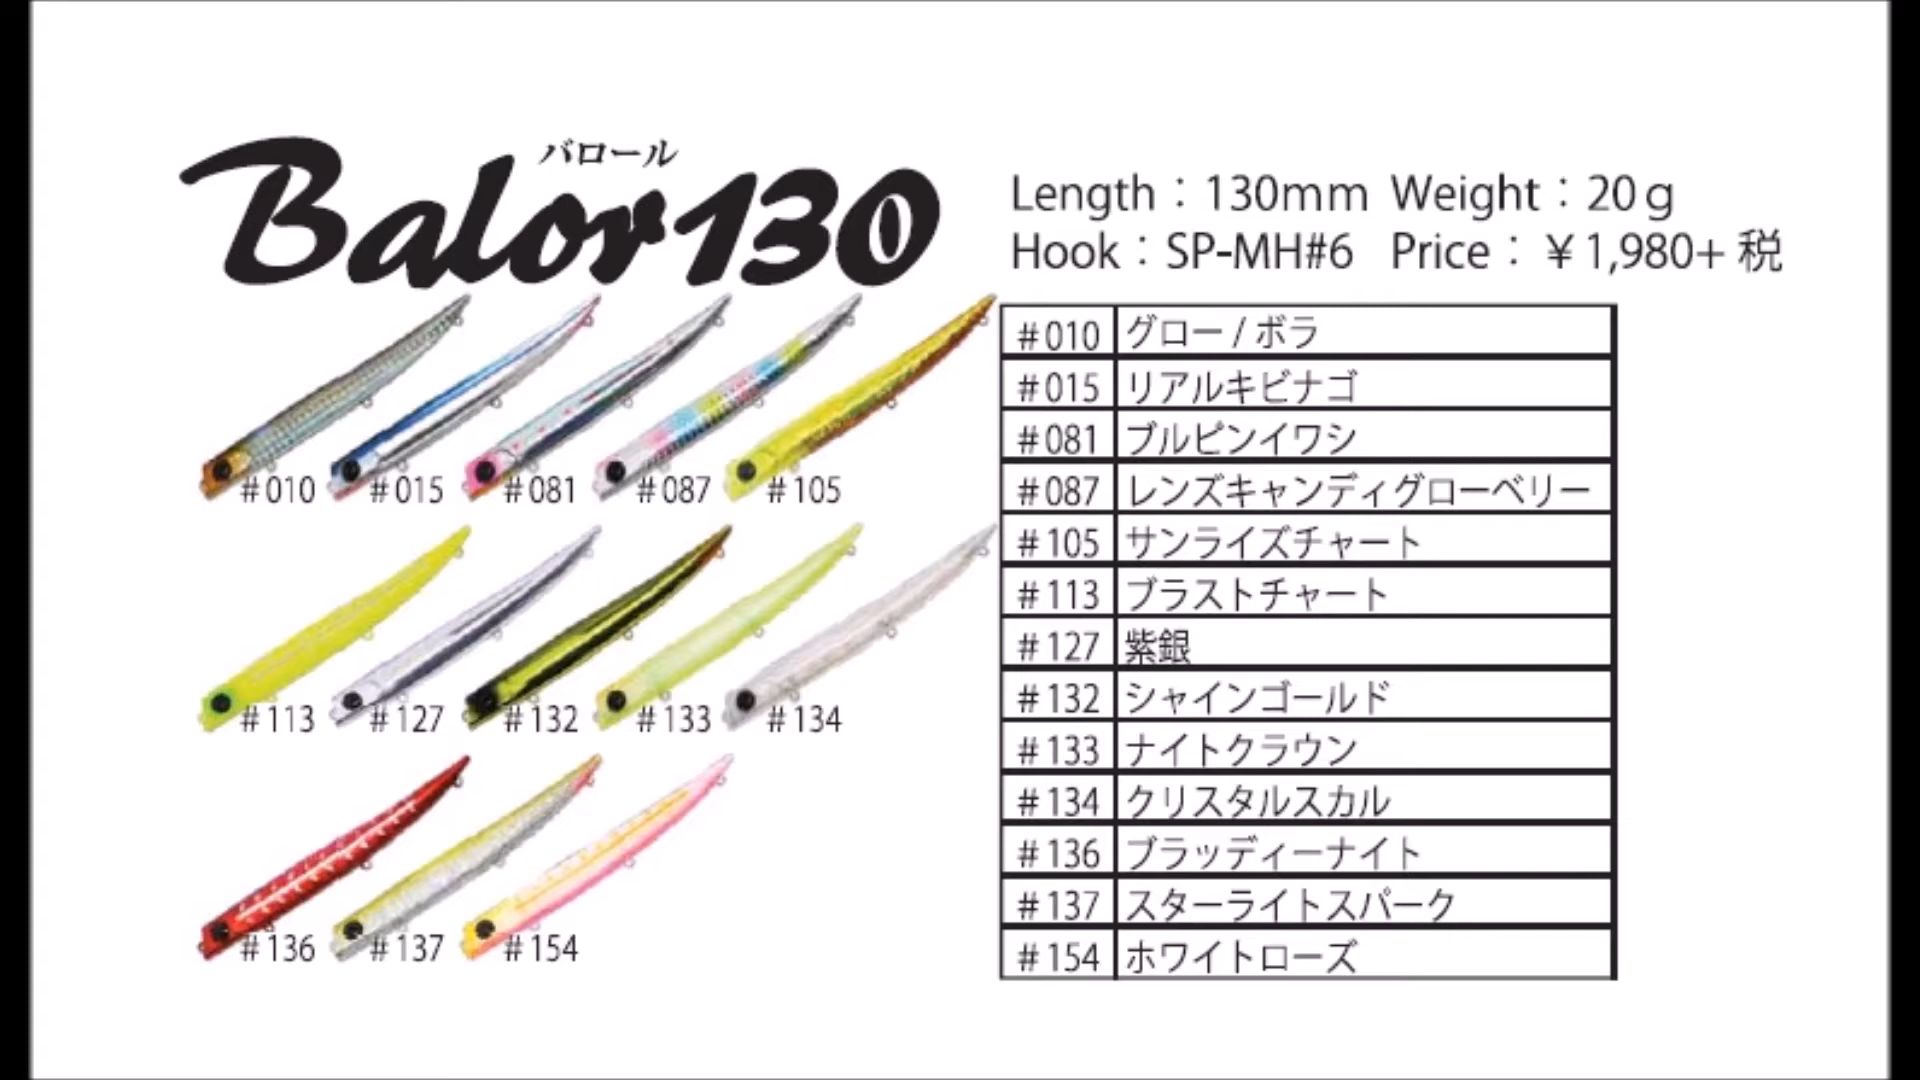 バロール
Balor130
Length：130mm Weight：20g
Hook：SP-MH#6 Price：￥1,980+税
#010 #015 #081 #087 #105
#113 #127 #132 #133 #134
#136 #137 #154
#010 グロー / ボラ
#015 リアルキビナゴ
#081 ブルピンイワシ
#087 レンズキャンディグローベリー
#105 サンライズチャート
#113 ブラストチャート
#127 紫銀
#132 シャインゴールド
#133 ナイトクラウン
#134 クリスタルスカル
#136 ブラッディーナイト
#137 スターライトスパーク
#154 ホワイトローズ